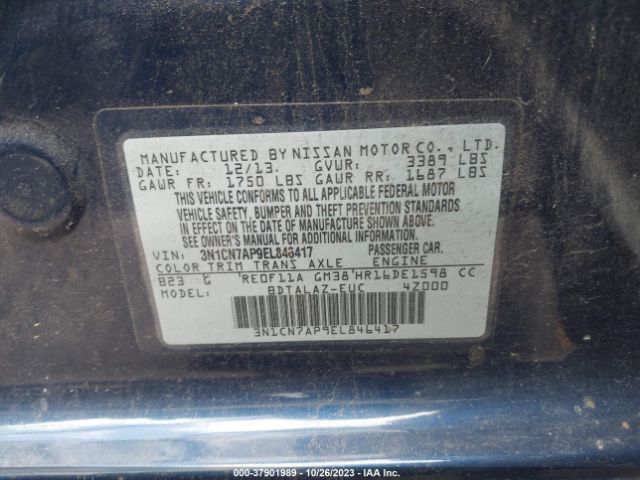 MANUFACTURED BY NISSAN MOTOR CO., LTD.
DATE: 12/13. GVWR: 3389 LBS
GAWR FR: 1750 LBS GAWR RR: 1687 LBS
THIS VEHICLE CONFORMS TO ALL APPLICABLE FEDERAL MOTOR
VEHICLE SAFETY, BUMPER AND THEFT PREVENTION STANDARDS
IN EFFECT ON THE DATE OF MANUFACTURE SHOWN ABOVE.
3S SEE OWNER'S MANUAL FOR ADDITIONAL INFORMATION.
VIN: 3N1CN7AP9EL846417 PASSENGER CAR.
COLOR TRIM TRANS AXLE ENGINE
B23 G RE0F11A GM38 HR16DE1598 CC
MODEL: BDTALAZ-EUC 4Z000
3N1CN7AP9EL846417
000-37901989 - 10/26/2023 - IAA Inc.